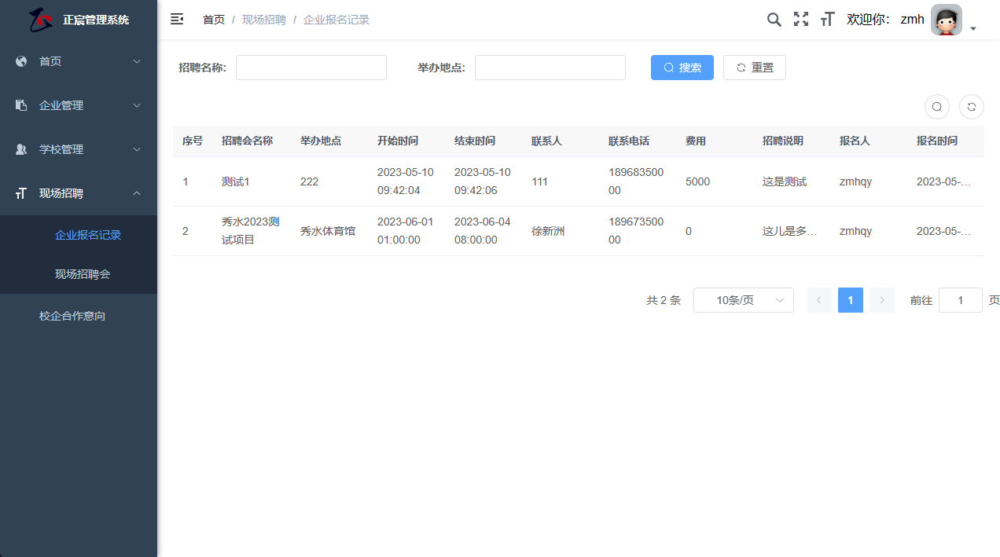 正宸管理系统
首页 / 现场招聘 / 企业报名记录
欢迎你： zmh
首页
企业管理
学校管理
现场招聘
企业报名记录
现场招聘会
校企合作意向
招聘名称:
举办地点:
搜索
重置
序号 招聘会名称 举办地点 开始时间 结束时间 联系人 联系电话 费用 招聘说明 报名人 报名时间
1 测试1 222 2023-05-10 09:42:04 2023-05-10 09:42:06 111 18968350000 5000 这是测试 zmhqy 2023-05-...
2 秀水2023测试项目 秀水体育馆 2023-06-01 01:00:00 2023-06-04 08:00:00 徐新洲 18967350000 0 这儿是多... zmhqy 2023-05-...
共 2 条 10条/页 1 前往 1 页